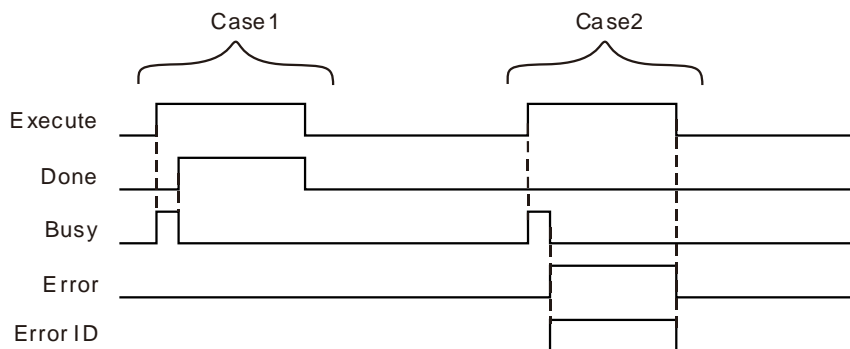 Case1 Case2
Execute
Done
Busy
Error
Error ID